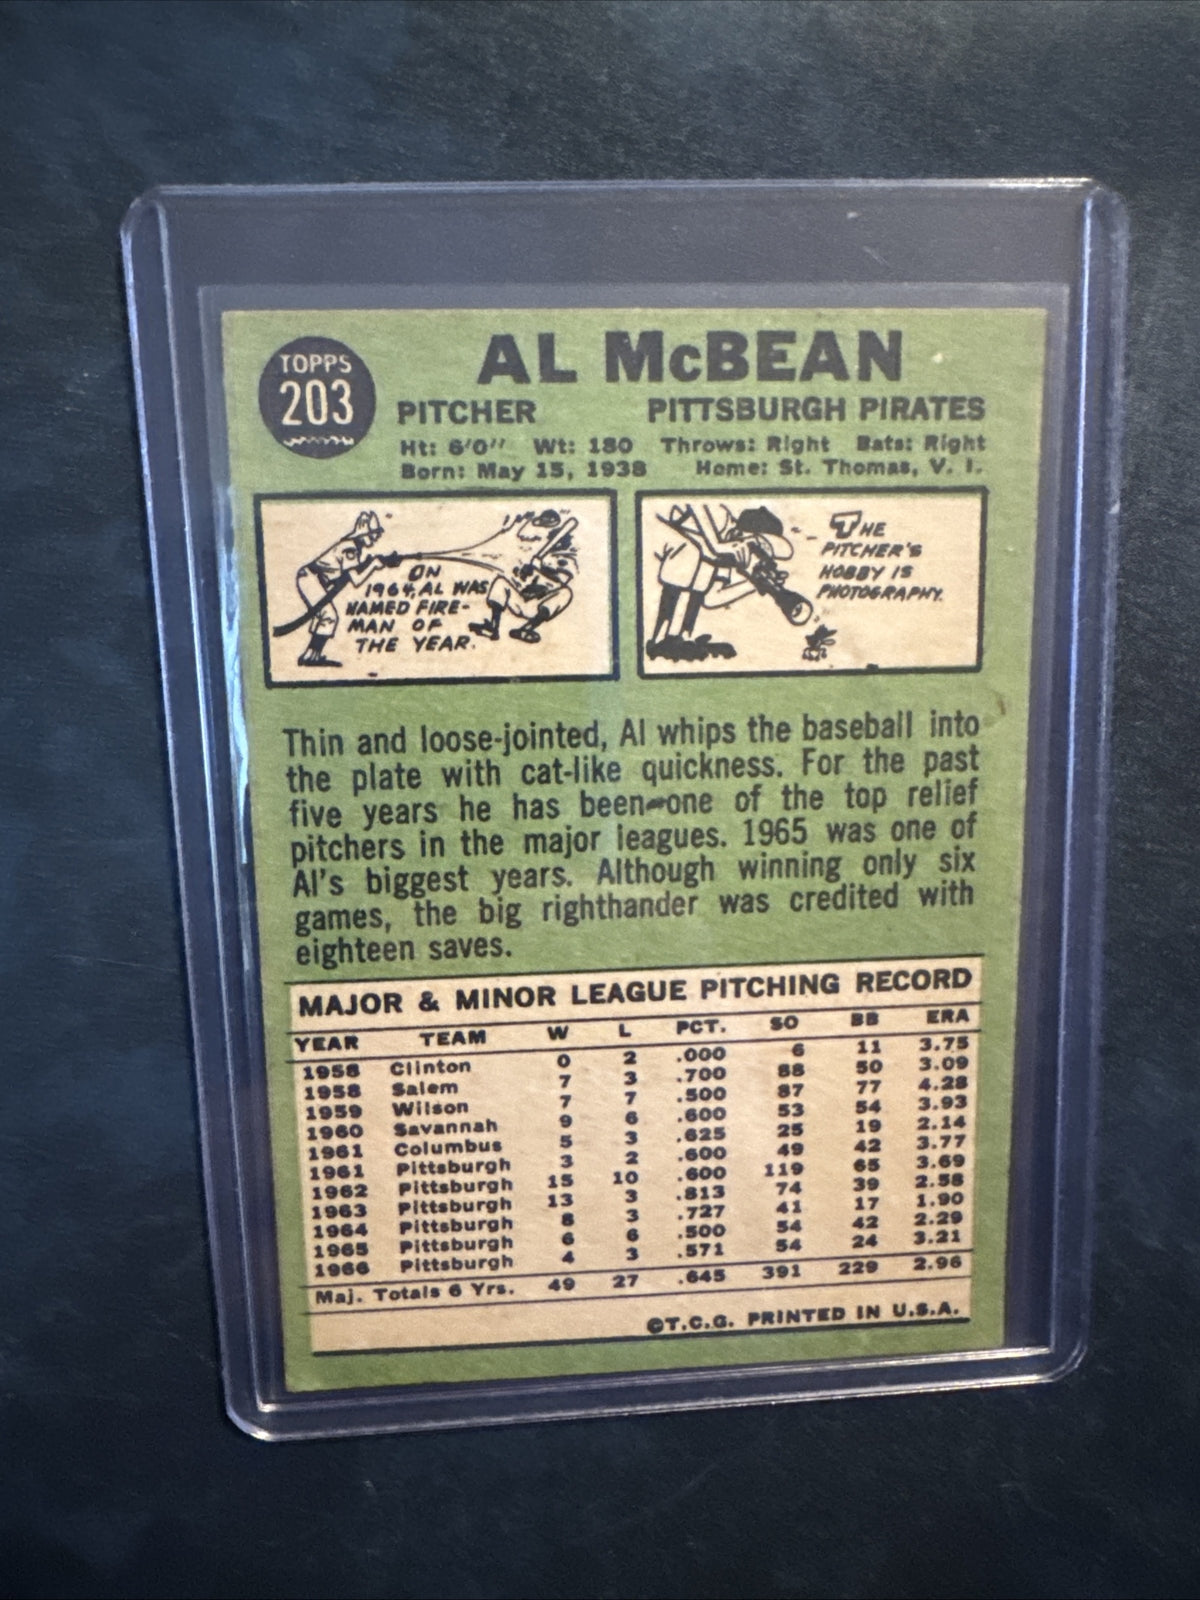 TOPPS
203
AL McBEAN
PITCHER PITTSBURGH PIRATES
Ht: 6'0" Wt: 180 Throws: Right Bats: Right
Born: May 15, 1938 Home: St. Thomas, V. I.
ON
1964, AL WAS
NAMED FIRE-
MAN OF
THE YEAR.
THE
PITCHER'S
HOBBY IS
PHOTOGRAPHY.
Thin and loose-jointed, Al whips the baseball into
the plate with cat-like quickness. For the past
five years he has been one of the top relief
pitchers in the major leagues. 1965 was one of
Al's biggest years. Although winning only six
games, the big righthander was credited with
eighteen saves.
MAJOR & MINOR LEAGUE PITCHING RECORD
YEAR TEAM W L PCT. SO BB ERA
1958 Clinton 0 2 .000 6 11 3.75
1958 Salem 7 3 .700 88 50 3.09
1959 Wilson 7 7 .500 87 77 4.28
1960 Savannah 9 6 .600 53 54 3.93
1961 Columbus 5 3 .625 25 19 2.14
1961 Pittsburgh 3 2 .600 49 42 3.77
1962 Pittsburgh 15 10 .600 119 65 3.69
1963 Pittsburgh 13 3 .813 74 39 2.58
1964 Pittsburgh 8 3 .727 41 17 1.90
1965 Pittsburgh 6 6 .500 54 42 2.29
1966 Pittsburgh 4 3 .571 54 24 3.21
Maj. Totals 6 Yrs. 49 27 .645 391 229 2.96
©T.C.G. PRINTED IN U.S.A.